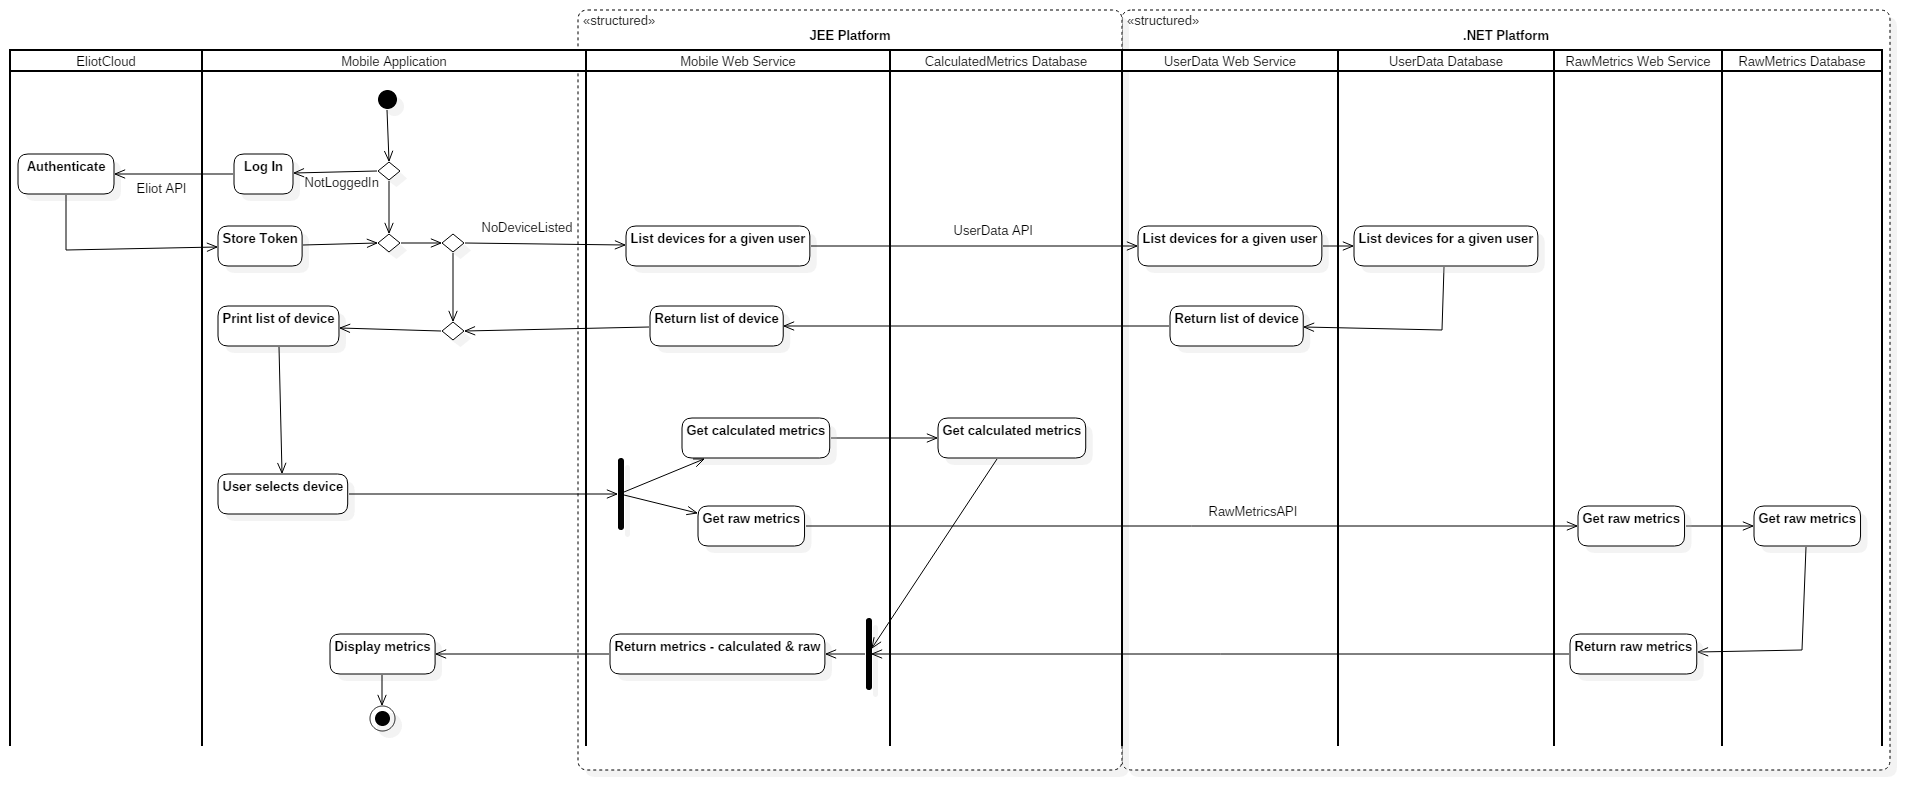 «structured»
«structured»
JEE Platform
.NET Platform
EliotCloud
Mobile Application
Mobile Web Service
CalculatedMetrics Database
UserData Web Service
UserData Database
RawMetrics Web Service
RawMetrics Database
Authenticate
Eliot API
Log In
NotLoggedIn
Store Token
NoDeviceListed
List devices for a given user
UserData API
List devices for a given user
List devices for a given user
Print list of device
Return list of device
Return list of device
Get calculated metrics
Get calculated metrics
User selects device
Get raw metrics
RawMetricsAPI
Get raw metrics
Get raw metrics
Display metrics
Return metrics - calculated & raw
Return raw metrics